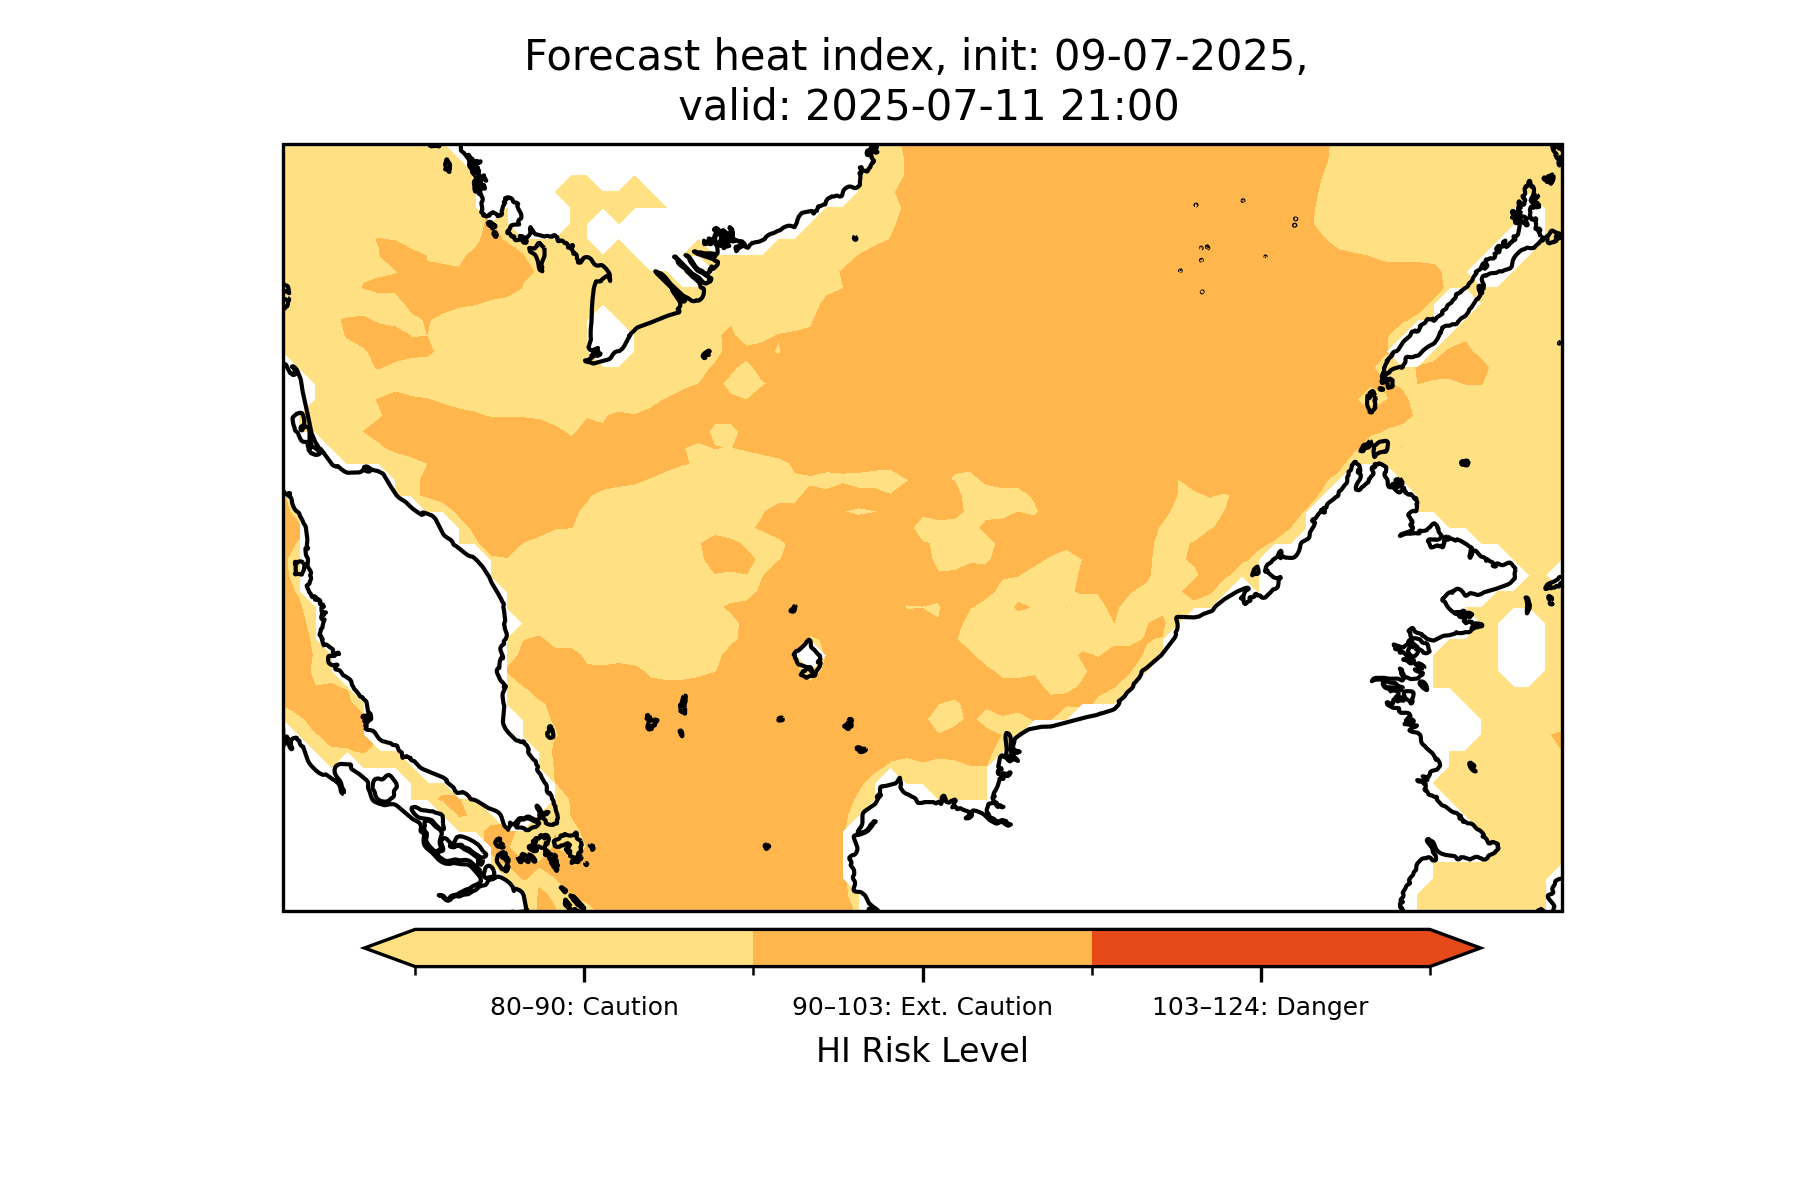 Forecast heat index, init: 09-07-2025,
valid: 2025-07-11 21:00
80–90: Caution
90–103: Ext. Caution
103–124: Danger
HI Risk Level